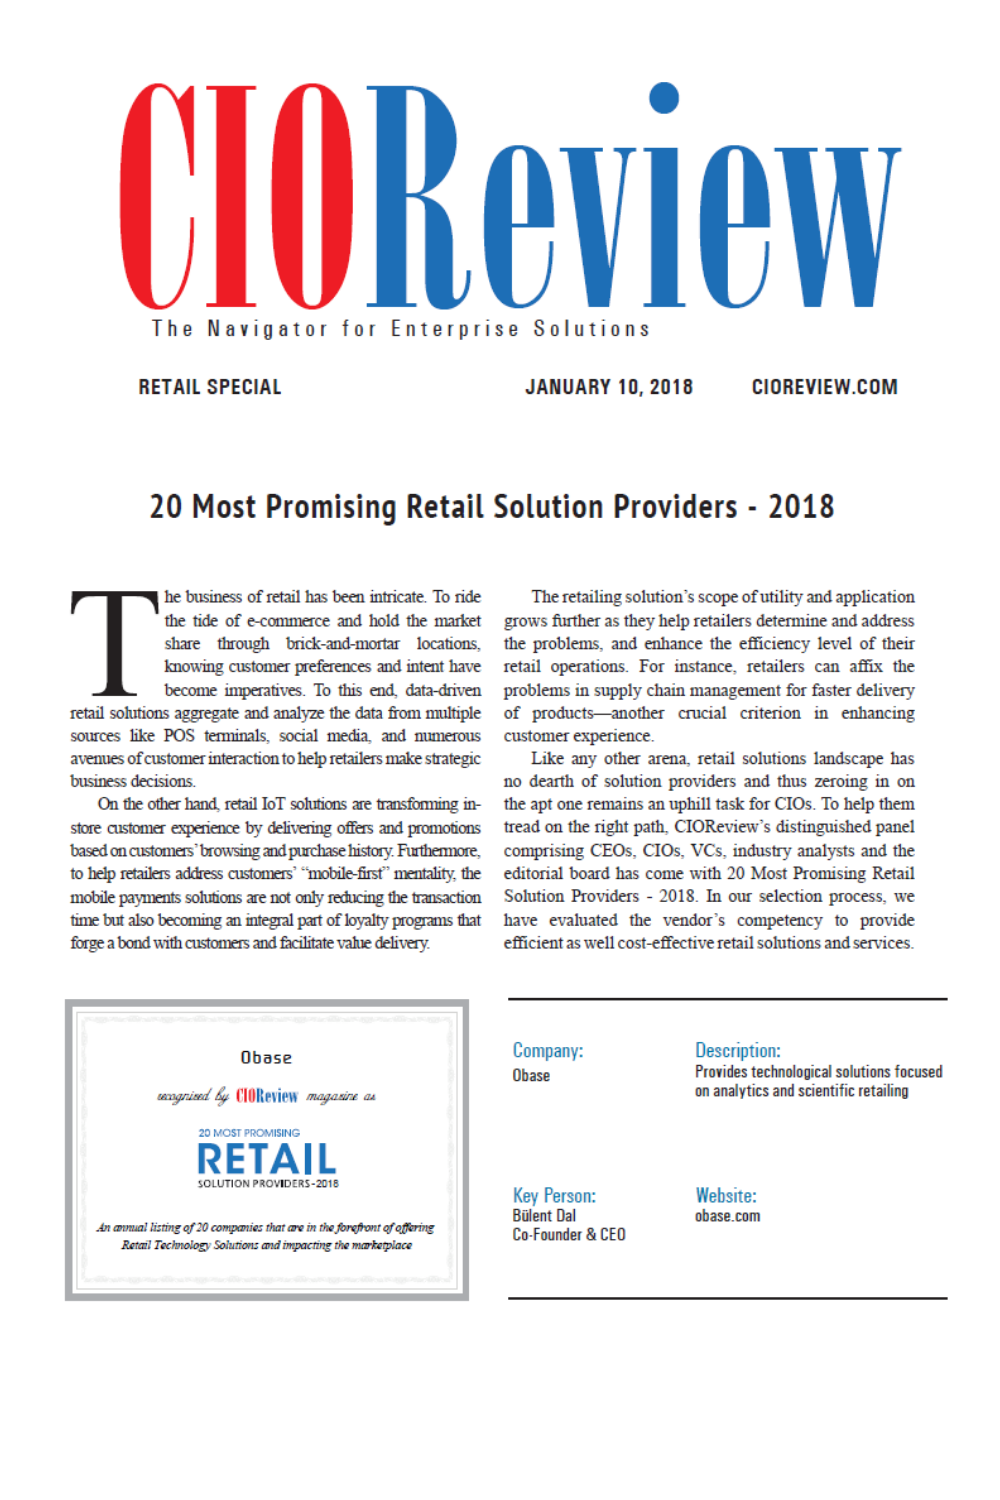 CIOReview
The Navigator for Enterprise Solutions
RETAIL SPECIAL JANUARY 10, 2018 CIOREVIEW.COM
20 Most Promising Retail Solution Providers - 2018
The business of retail has been intricate. To ride
the tide of e-commerce and hold the market
share through brick-and-mortar locations,
knowing customer preferences and intent have
become imperatives. To this end, data-driven
retail solutions aggregate and analyze the data from multiple
sources like POS terminals, social media, and numerous
avenues of customer interaction to help retailers make strategic
business decisions.
On the other hand, retail IoT solutions are transforming in-
store customer experience by delivering offers and promotions
based on customers' browsing and purchase history. Furthermore,
to help retailers address customers' “mobile-first” mentality, the
mobile payments solutions are not only reducing the transaction
time but also becoming an integral part of loyalty programs that
forge a bond with customers and facilitate value delivery.
The retailing solution's scope of utility and application
grows further as they help retailers determine and address
the problems, and enhance the efficiency level of their
retail operations. For instance, retailers can affix the
problems in supply chain management for faster delivery
of products—another crucial criterion in enhancing
customer experience.
Like any other arena, retail solutions landscape has
no dearth of solution providers and thus zeroing in on
the apt one remains an uphill task for CIOs. To help them
tread on the right path, CIOReview's distinguished panel
comprising CEOs, CIOs, VCs, industry analysts and the
editorial board has come with 20 Most Promising Retail
Solution Providers - 2018. In our selection process, we
have evaluated the vendor's competency to provide
efficient as well cost-effective retail solutions and services.
Obase
recognized by CIOReview magazine as
20 MOST PROMISING
RETAIL
SOLUTION PROVIDERS-2018
An annual listing of 20 companies that are in the forefront of offering
Retail Technology Solutions and impacting the marketplace
Company:
Obase
Description:
Provides technological solutions focused
on analytics and scientific retailing
Key Person:
Bülent Dal
Co-Founder & CEO
Website:
obase.com